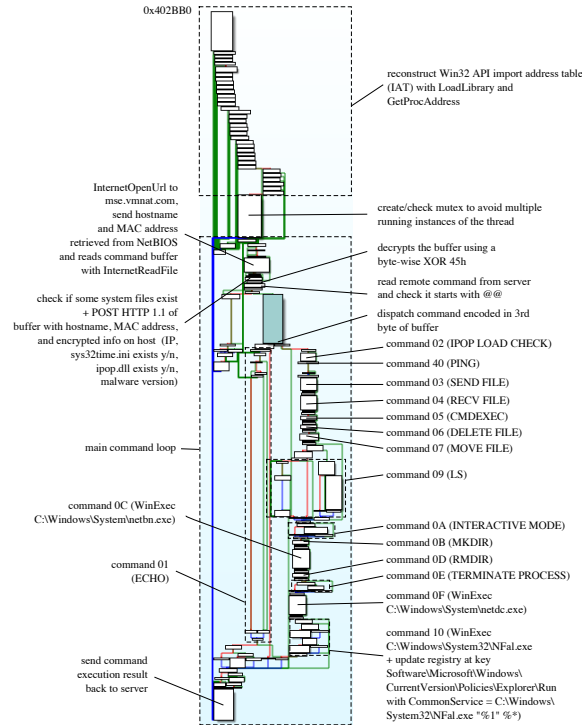 0x402BB0
reconstruct Win32 API import address table
(IAT) with LoadLibrary and
GetProcAddress
InternetOpenUrl to
mse.vmnat.com,
send hostname
and MAC address
retrieved from NetBIOS
and reads command buffer
with InternetReadFile
create/check mutex to avoid multiple
running instances of the thread
decrypts the buffer using a
byte-wise XOR 45h
read remote command from server
and check it starts with @@
check if some system files exist
+ POST HTTP 1.1 of
buffer with hostname, MAC address,
and encrypted info on host (IP,
sys32time.ini exists y/n,
ipop.dll exists y/n,
malware version)
dispatch command encoded in 3rd
byte of buffer
command 02 (IPOP LOAD CHECK)
command 40 (PING)
command 03 (SEND FILE)
command 04 (RECV FILE)
command 05 (CMDEXEC)
command 06 (DELETE FILE)
command 07 (MOVE FILE)
main command loop
command 09 (LS)
command 0C (WinExec
C:\Windows\System\netbn.exe)
command 0A (INTERACTIVE MODE)
command 0B (MKDIR)
command 0D (RMDIR)
command 0E (TERMINATE PROCESS)
command 01
(ECHO)
command 0F (WinExec
C:\Windows\System\netdc.exe)
command 10 (WinExec
C:\Windows\System32\NFal.exe
+ update registry at key
Software\Microsoft\Windows\
CurrentVersion\Policies\Explorer\Run
with CommonService = C:\Windows\
System32\NFal.exe "%1" %*)
send command
execution result
back to server